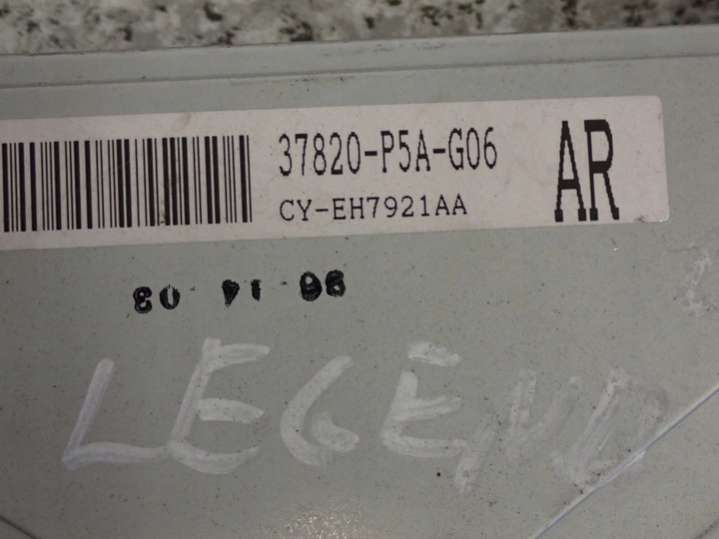 37820-P5A-G06
CY-EH7921AA
AR
LEGEND